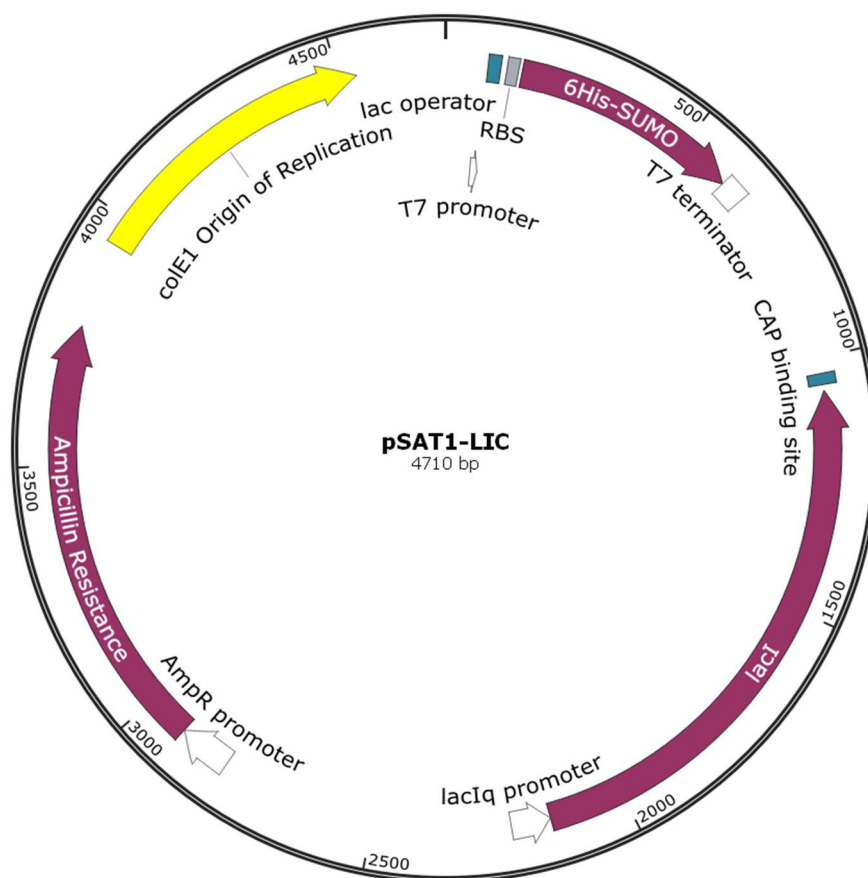 4500
lac operator
RBS
6His-SUMO
500
T7 terminator
T7 promoter
colE1 Origin of Replication
4000
CAP binding site
1000
pSAT1-LIC
4710 bp
3500
Ampicillin Resistance
1500
lacI
AmpR promoter
3000
lacIq promoter
2000
2500